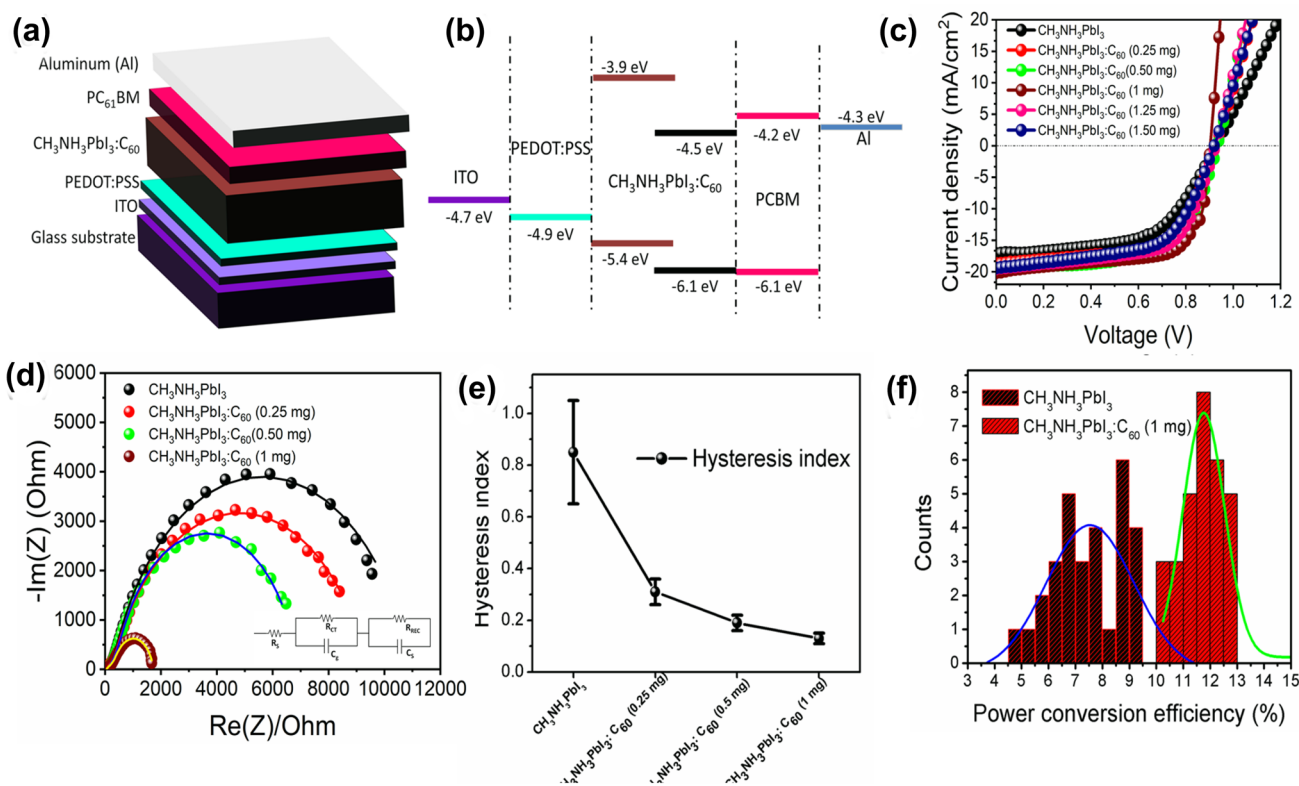 (a)
Aluminum (Al)
PC₆₁BM
CH₃NH₃PbI₃:C₆₀
PEDOT:PSS
ITO
Glass substrate
(b)
-3.9 eV
PEDOT:PSS
-4.5 eV
-4.2 eV
-4.3 eV
Al
ITO
CH₃NH₃PbI₃:C₆₀
PCBM
-4.7 eV
-4.9 eV
-5.4 eV
-6.1 eV
-6.1 eV
(c)
Current density (mA/cm²)
20
15
10
5
0
-5
-10
-15
-20
CH₃NH₃PbI₃
CH₃NH₃PbI₃:C₆₀ (0.25 mg)
CH₃NH₃PbI₃:C₆₀(0.50 mg)
CH₃NH₃PbI₃:C₆₀ (1 mg)
CH₃NH₃PbI₃:C₆₀ (1.25 mg)
CH₃NH₃PbI₃:C₆₀ (1.50 mg)
0.0 0.2 0.4 0.6 0.8 1.0 1.2
Voltage (V)
(d)
-Im(Z) (Ohm)
6000
5000
4000
3000
2000
1000
0
CH₃NH₃PbI₃
CH₃NH₃PbI₃:C₆₀ (0.25 mg)
CH₃NH₃PbI₃:C₆₀(0.50 mg)
CH₃NH₃PbI₃:C₆₀ (1 mg)
R_S
R_CT
R_REC
C_S
0 2000 4000 6000 8000 10000 12000
Re(Z)/Ohm
(e)
Hysteresis index
1.0
0.8
0.6
0.4
0.2
0.0
Hysteresis index
CH₃NH₃PbI₃
H₃NH₃PbI₃: C₆₀ (0.25 mg)
₃NH₃PbI₃: C₆₀ (0.5 mg)
CH₃NH₃PbI₃: C₆₀ (1 mg)
(f)
Counts
8
7
6
5
4
3
2
1
0
CH₃NH₃PbI₃
CH₃NH₃PbI₃:C₆₀ (1 mg)
3 4 5 6 7 8 9 10 11 12 13 14 15
Power conversion efficiency (%)